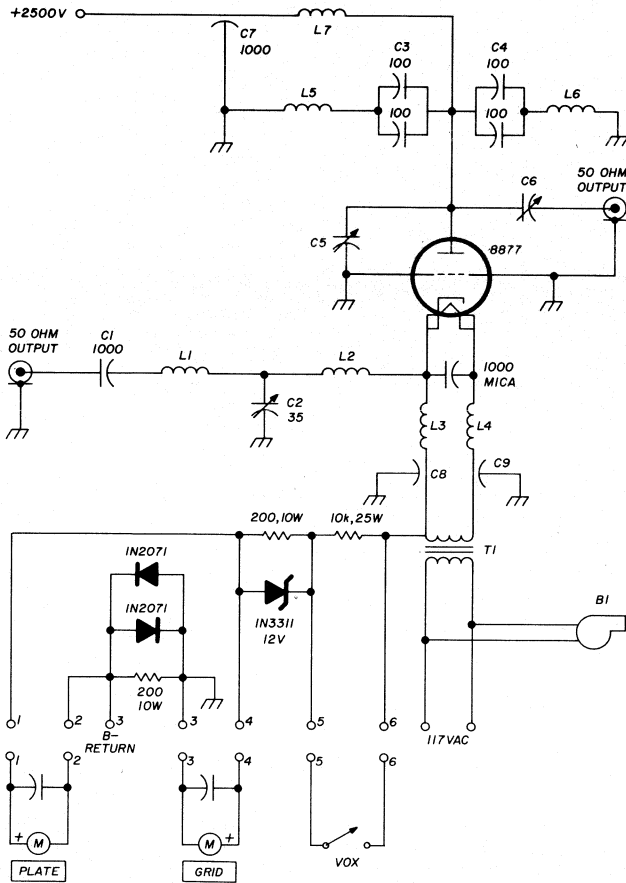 +2500V
C7
1000
L7
C3
100
100
C4
100
100
L5
L6
C6
50 OHM
OUTPUT
C5
8877
50 OHM
OUTPUT
C1
1000
L1
L2
C2
35
1000
MICA
L3
L4
C8
C9
200,10W
10k,25W
T1
1N2071
1N2071
1N3311
12V
B1
200
10W
1
2
3
B-
RETURN
3
4
5
6
117VAC
1
2
3
4
5
6
+
M
M
+
VOX
PLATE
GRID